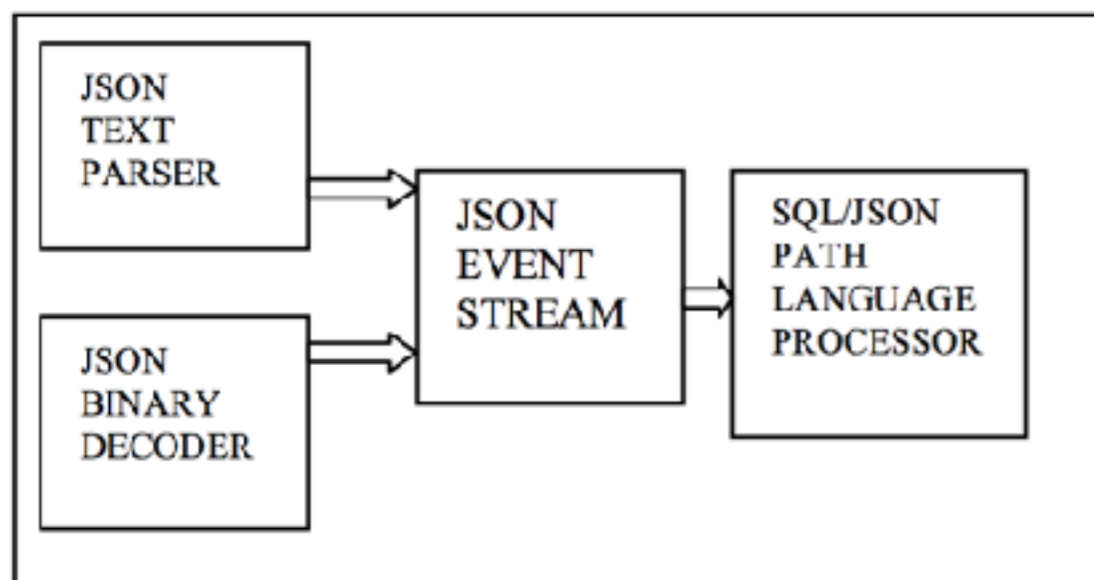 JSON
TEXT
PARSER
JSON
BINARY
DECODER
JSON
EVENT
STREAM
SQL/JSON
PATH
LANGUAGE
PROCESSOR